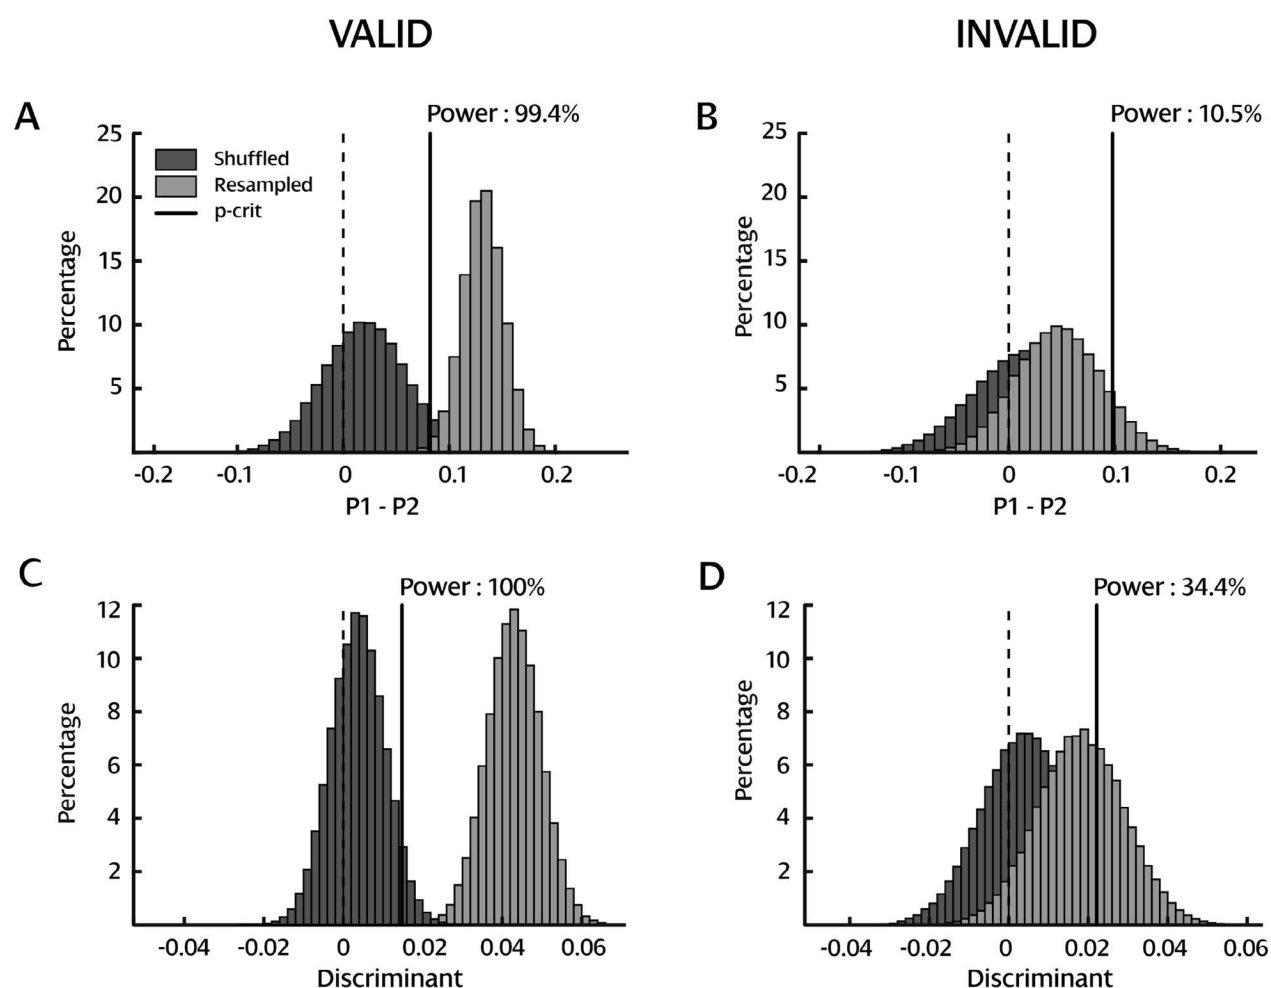 VALID
INVALID
A
Power : 99.4%
25
20
15
10
5
Percentage
Shuffled
Resampled
p-crit
-0.2
-0.1
0
0.1
0.2
P1 - P2
B
Power : 10.5%
25
20
15
10
5
Percentage
-0.2
-0.1
0
0.1
0.2
P1 - P2
C
Power : 100%
12
10
8
6
4
2
Percentage
-0.04
-0.02
0
0.02
0.04
0.06
Discriminant
D
Power : 34.4%
12
10
8
6
4
2
Percentage
-0.04
-0.02
0
0.02
0.04
0.06
Discriminant